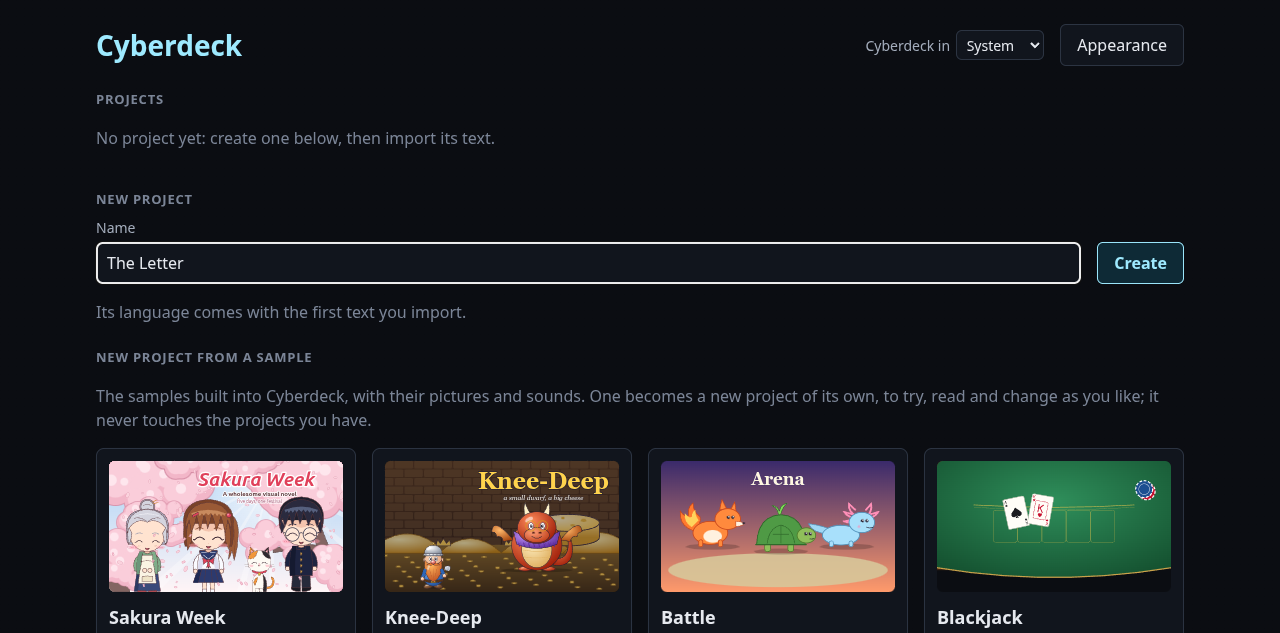 Cyberdeck
Cyberdeck in
System
Appearance
PROJECTS
No project yet: create one below, then import its text.
NEW PROJECT
Name
The Letter
Create
Its language comes with the first text you import.
NEW PROJECT FROM A SAMPLE
The samples built into Cyberdeck, with their pictures and sounds. One becomes a new project of its own, to try, read and change as you like; it
never touches the projects you have.
Sakura Week
A wholesome visual novel
Knee-Deep
a small dwarf, a big cheese
Arena
K
Sakura Week
Knee-Deep
Battle
Blackjack